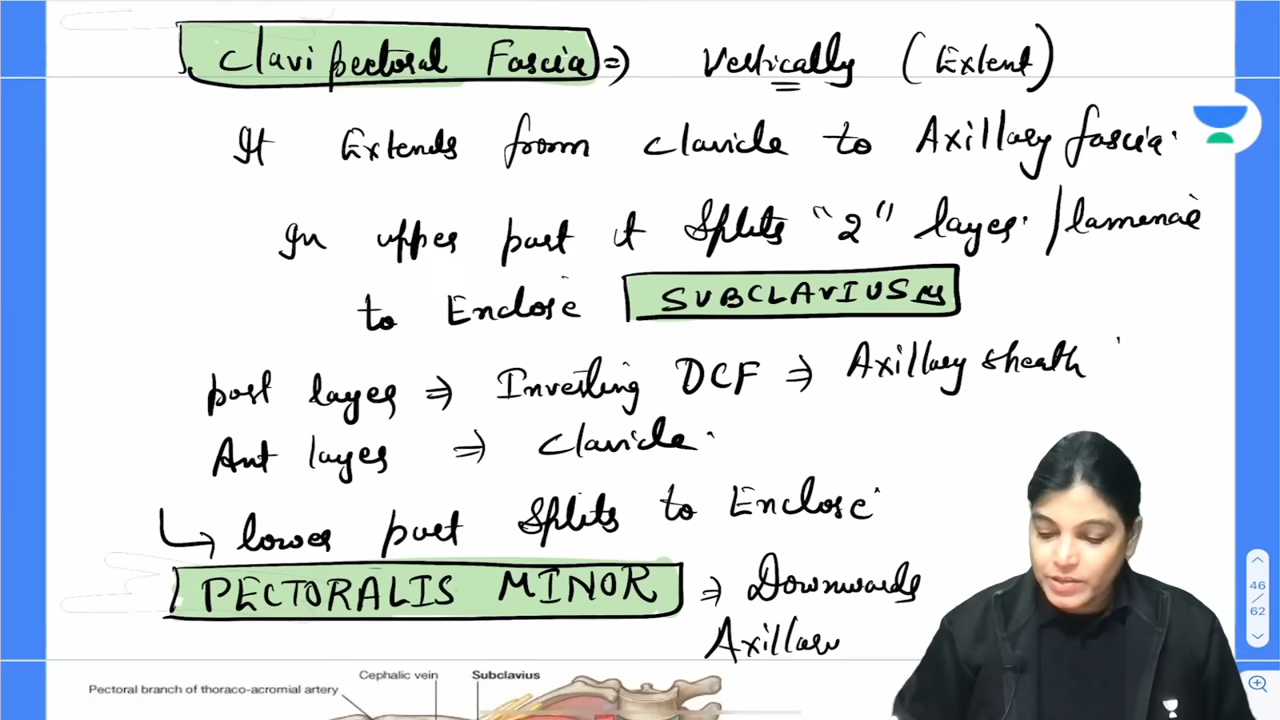 Clavipectoral Fascia => Vertically (Extent)
It Extends from clavicle to Axillary fascia.
In upper part it Splits "2" layer / lamenae
to Enclose SUBCLAVIUS M
post layer => Investing DCF => Axillary sheath
Ant layer => clavicle.
↳ lower part Splits to Enclose
PECTORALIS MINOR => Downwards
Axillary
46
/
62
Cephalic vein Subclavius
Pectoral branch of thoraco-acromial artery